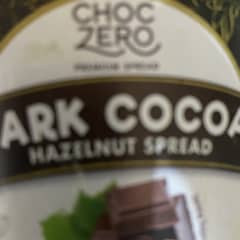 CHOC
ZERO
PREMIUM SPREAD
ARK COCOA
HAZELNUT SPREAD